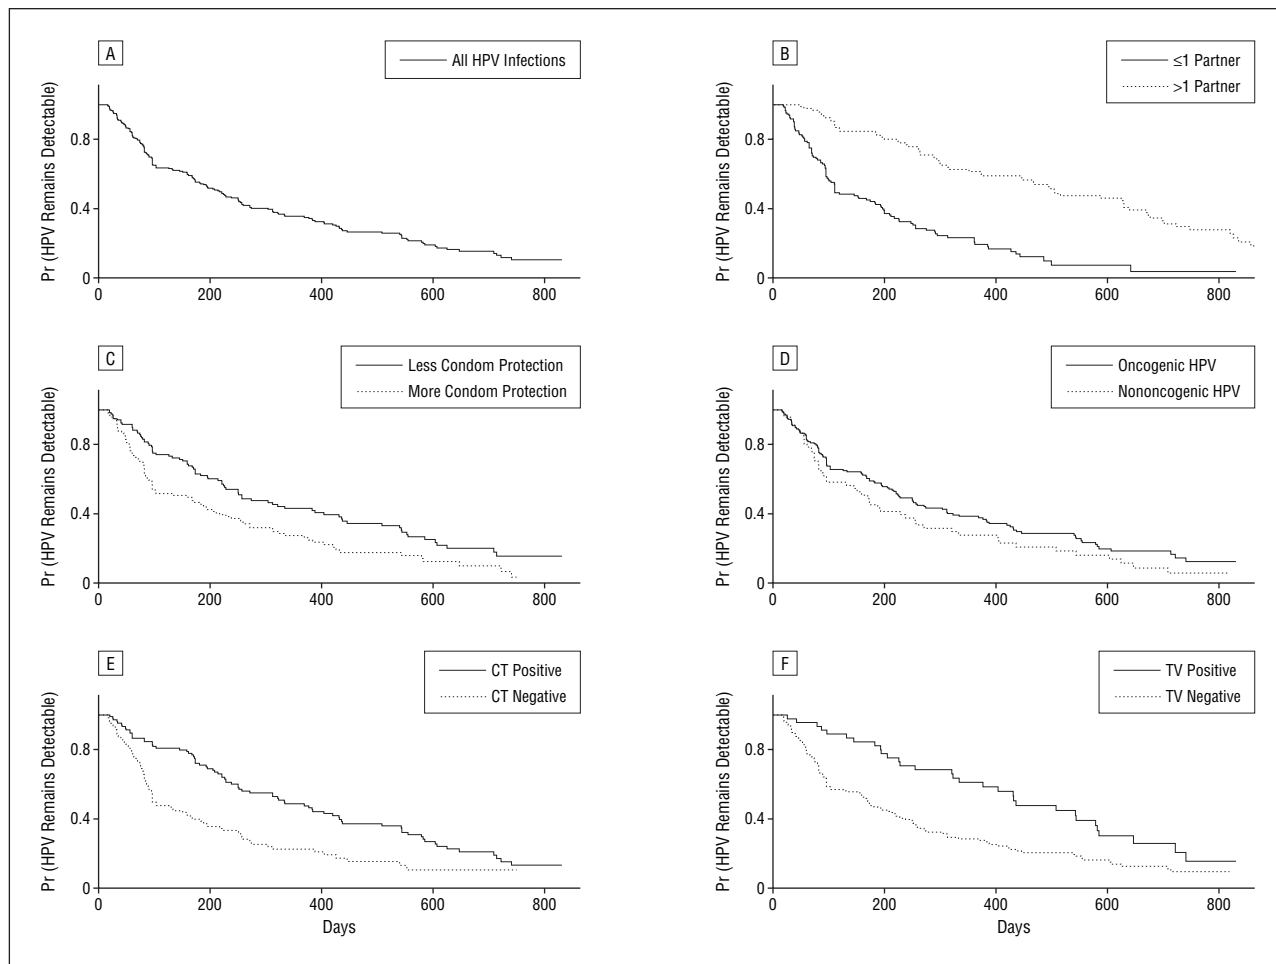 A
All HPV Infections
Pr (HPV Remains Detectable)
0.8
0.4
0
0 200 400 600 800
B
≤1 Partner
>1 Partner
Pr (HPV Remains Detectable)
0.8
0.4
0
0 200 400 600 800
C
Less Condom Protection
More Condom Protection
Pr (HPV Remains Detectable)
0.8
0.4
0
0 200 400 600 800
D
Oncogenic HPV
Nononcogenic HPV
Pr (HPV Remains Detectable)
0.8
0.4
0
0 200 400 600 800
E
CT Positive
CT Negative
Pr (HPV Remains Detectable)
0.8
0.4
0
0 200 400 600 800
Days
F
TV Positive
TV Negative
Pr (HPV Remains Detectable)
0.8
0.4
0
0 200 400 600 800
Days